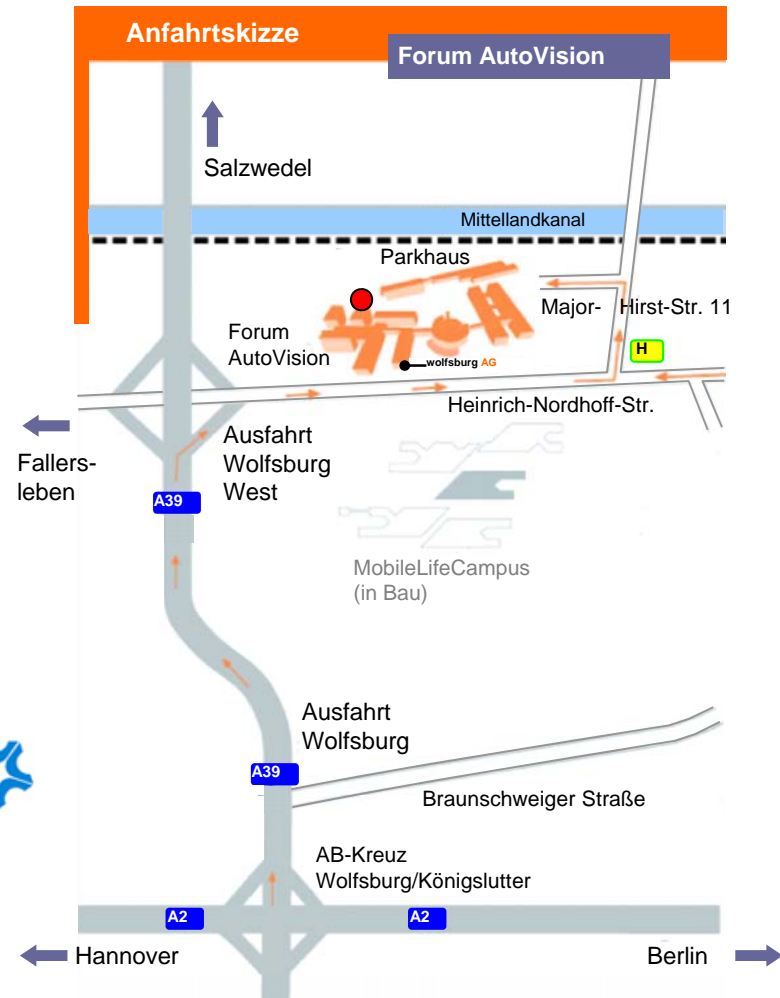 Anfahrtskizze
Forum AutoVision
Salzwedel
Mittellandkanal
Parkhaus
Major- Hirst-Str. 11
Forum
AutoVision
H
wolfsburg AG
Heinrich-Nordhoff-Str.
Fallers-
leben
Ausfahrt
Wolfsburg
West
A39
MobileLifeCampus
(in Bau)
Ausfahrt
Wolfsburg
A39
Braunschweiger Straße
AB-Kreuz
Wolfsburg/Königslutter
A2
A2
Hannover
Berlin